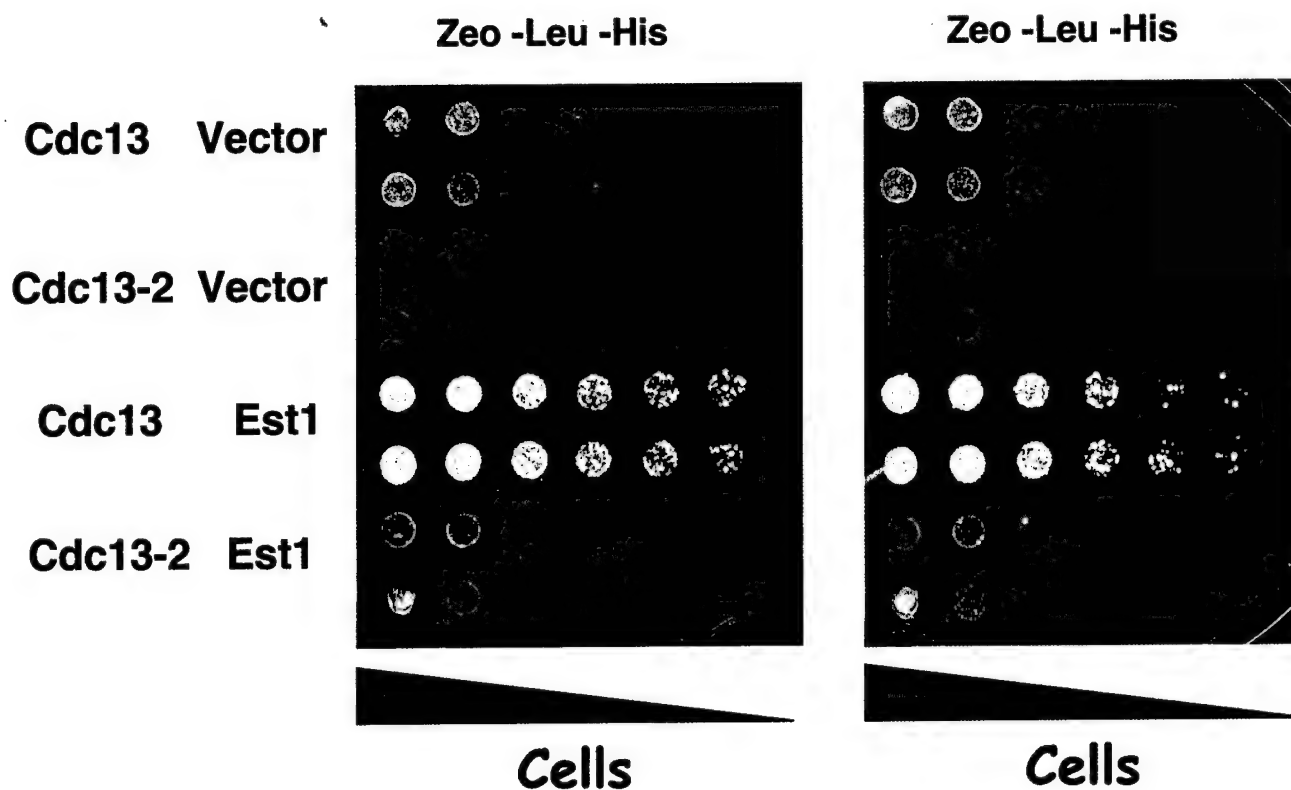 Zeo -Leu -His
Zeo -Leu -His
Cdc13 Vector
Cdc13-2 Vector
Cdc13 Est1
Cdc13-2 Est1
Cells
Cells